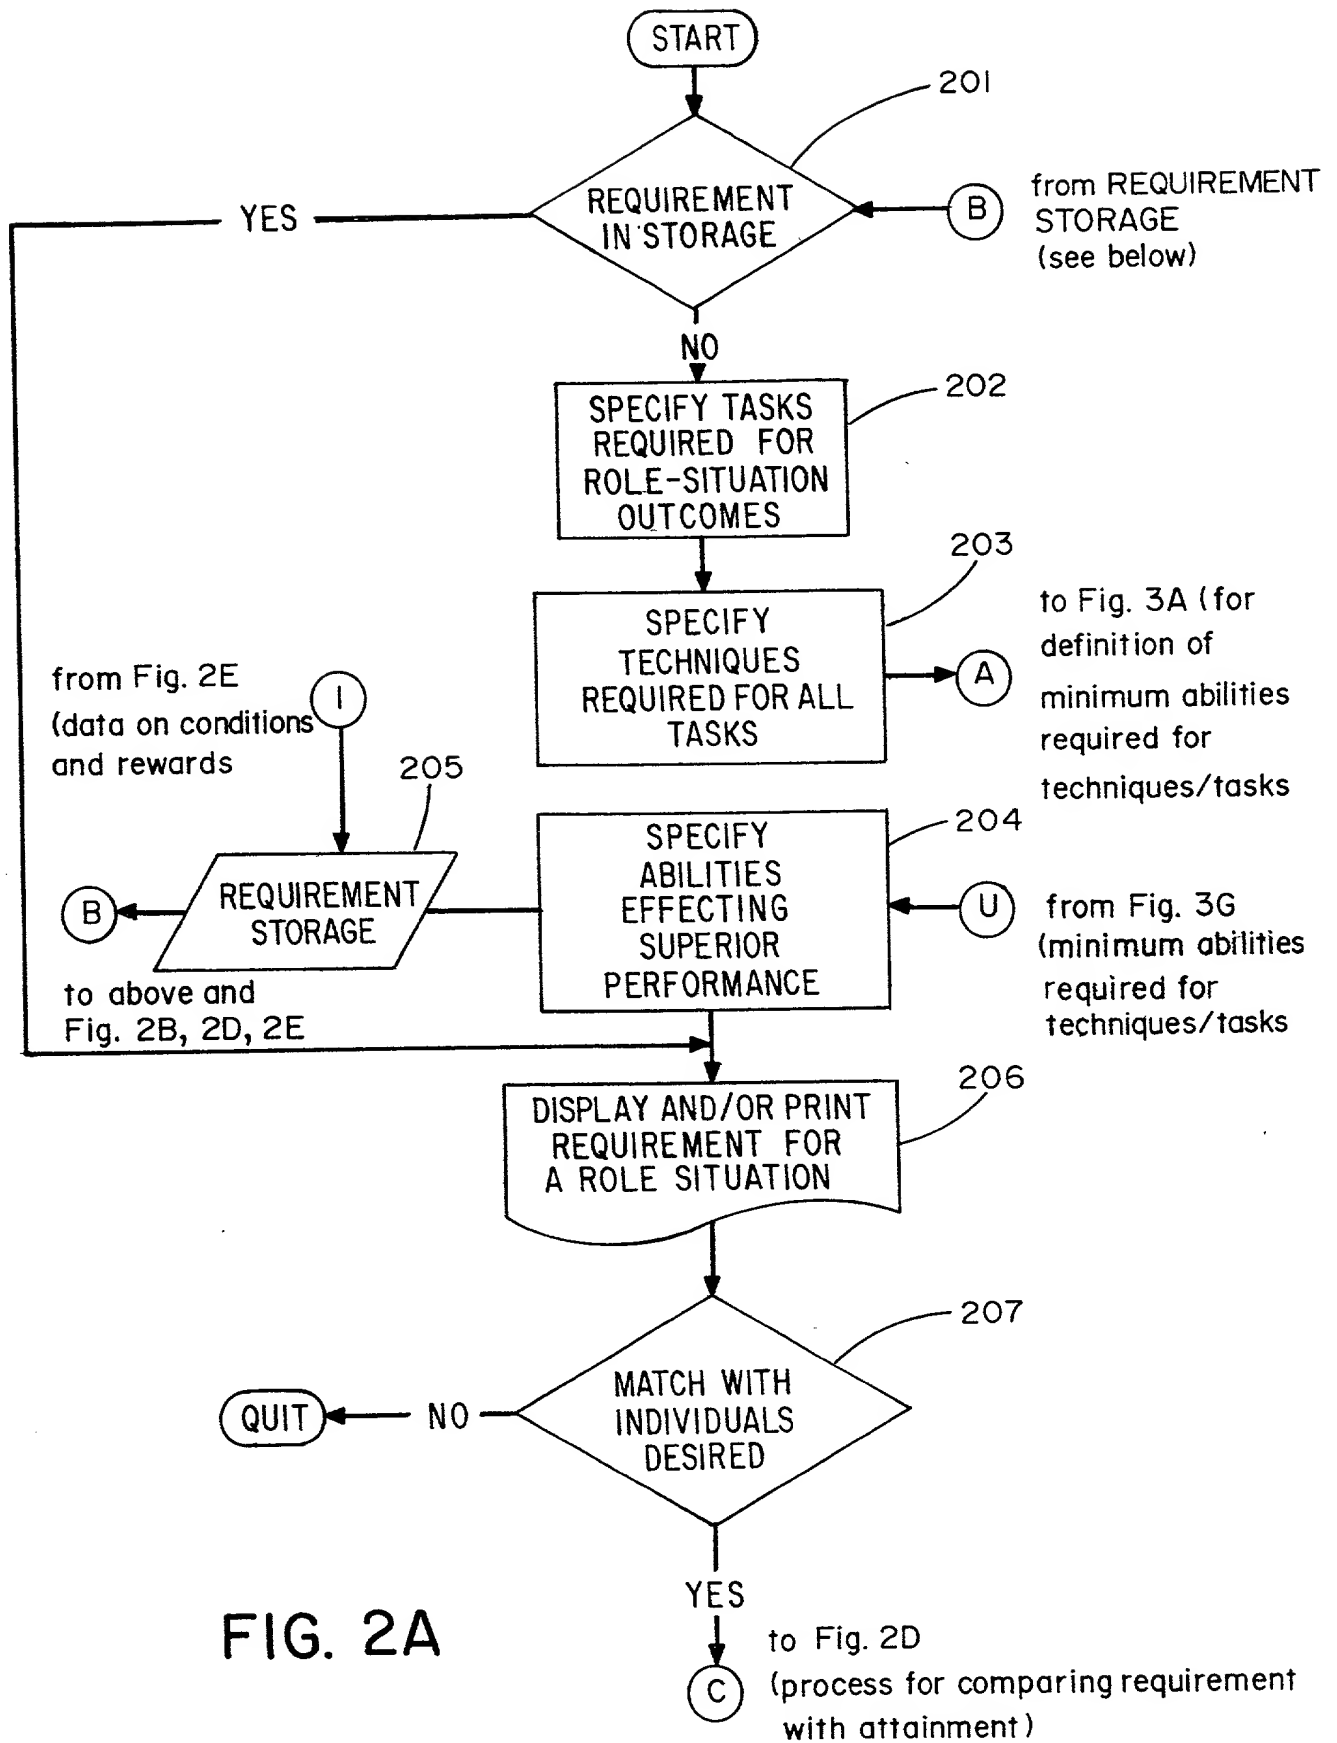 START
201
REQUIREMENT
IN STORAGE
YES
B
from REQUIREMENT
STORAGE
(see below)
NO
202
SPECIFY TASKS
REQUIRED FOR
ROLE-SITUATION
OUTCOMES
203
SPECIFY
TECHNIQUES
REQUIRED FOR ALL
TASKS
A
to Fig. 3A (for
definition of
minimum abilities
required for
techniques/tasks
from Fig. 2E
(data on conditions
and rewards
I
205
REQUIREMENT
STORAGE
B
to above and
Fig. 2B, 2D, 2E
204
SPECIFY
ABILITIES
EFFECTING
SUPERIOR
PERFORMANCE
U
from Fig. 3G
(minimum abilities
required for
techniques/tasks
206
DISPLAY AND/OR PRINT
REQUIREMENT FOR
A ROLE SITUATION
207
MATCH WITH
INDIVIDUALS
DESIRED
NO
QUIT
YES
C
to Fig. 2D
(process for comparing requirement
with attainment)
FIG. 2A